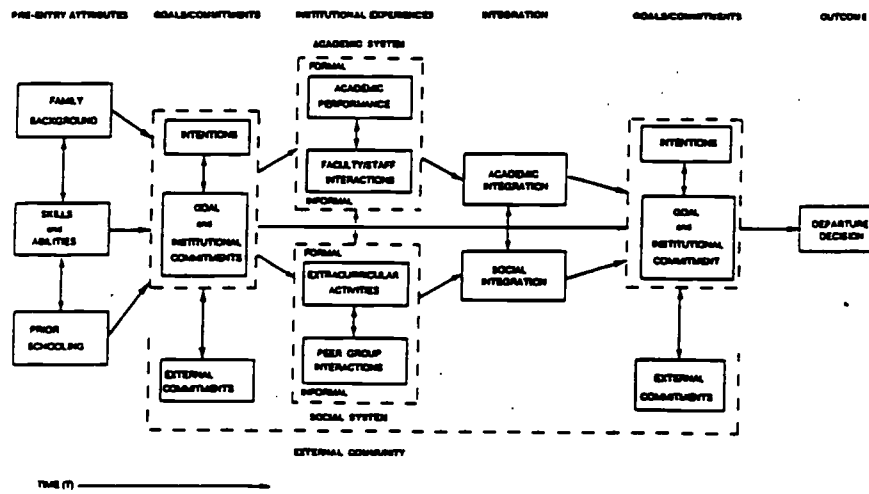 PRE-ENTRY ATTRIBUTES
GOALS/COMMITMENTS
INSTITUTIONAL EXPERIENCES
INTEGRATION
GOALS/COMMITMENTS
OUTCOME
ACADEMIC SYSTEM
FORMAL
FAMILY
BACKGROUND
ACADEMIC
PERFORMANCE
INTENTIONS
INTENTIONS
FACULTY/STAFF
INTERACTIONS
ACADEMIC
INTEGRATION
INFORMAL
SKILLS
and
ABILITIES
GOAL
and
INSTITUTIONAL
COMMITMENTS
GOAL
and
INSTITUTIONAL
COMMITMENT
DEPARTURE
DECISION
FORMAL
EXTRACURRICULAR
ACTIVITIES
SOCIAL
INTEGRATION
PRIOR
SCHOOLING
PEER GROUP
INTERACTIONS
EXTERNAL
COMMITMENTS
EXTERNAL
COMMITMENTS
INFORMAL
SOCIAL SYSTEM
EXTERNAL COMMUNITY
TIME (T)